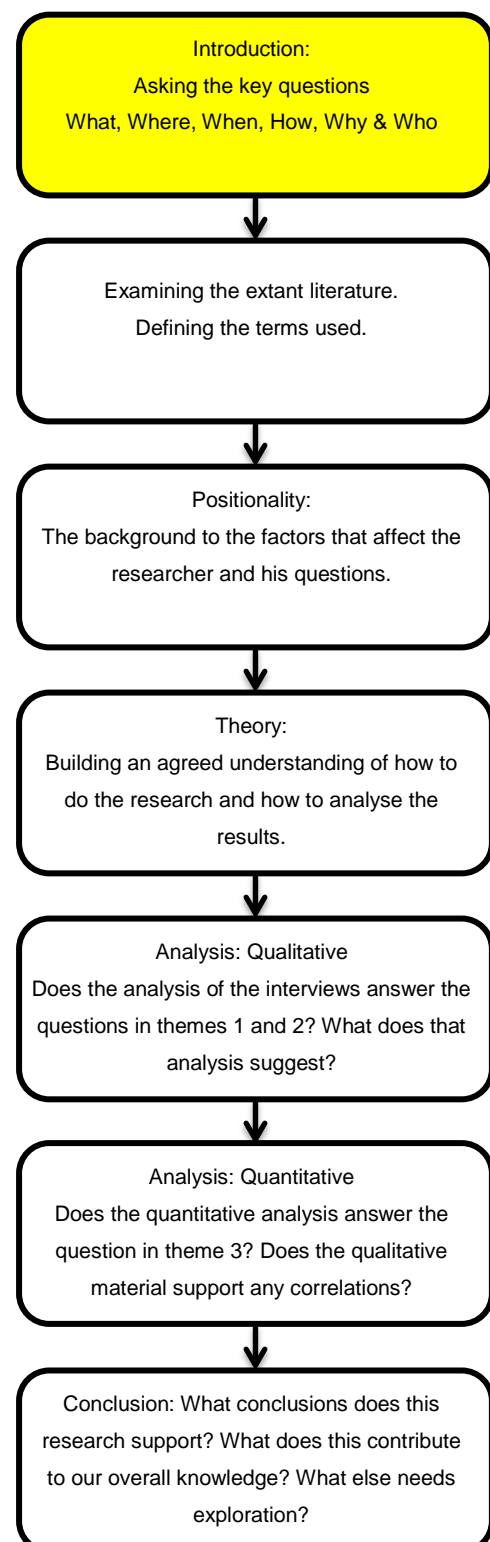 Introduction:
Asking the key questions
What, Where, When, How, Why & Who
Examining the extant literature.
Defining the terms used.
Positionality:
The background to the factors that affect the
researcher and his questions.
Theory:
Building an agreed understanding of how to
do the research and how to analyse the
results.
Analysis: Qualitative
Does the analysis of the interviews answer the
questions in themes 1 and 2? What does that
analysis suggest?
Analysis: Quantitative
Does the quantitative analysis answer the
question in theme 3? Does the qualitative
material support any correlations?
Conclusion: What conclusions does this
research support? What does this contribute
to our overall knowledge? What else needs
exploration?